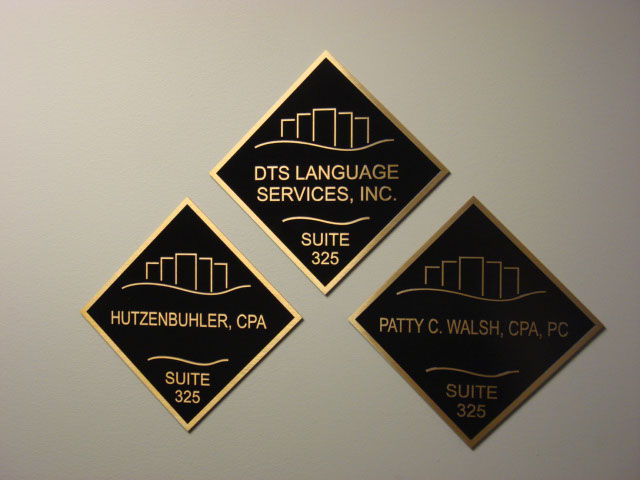 DTS LANGUAGE
SERVICES, INC.
SUITE
325
HUTZENBUHLER, CPA
SUITE
325
PATTY C. WALSH, CPA, PC
SUITE
325